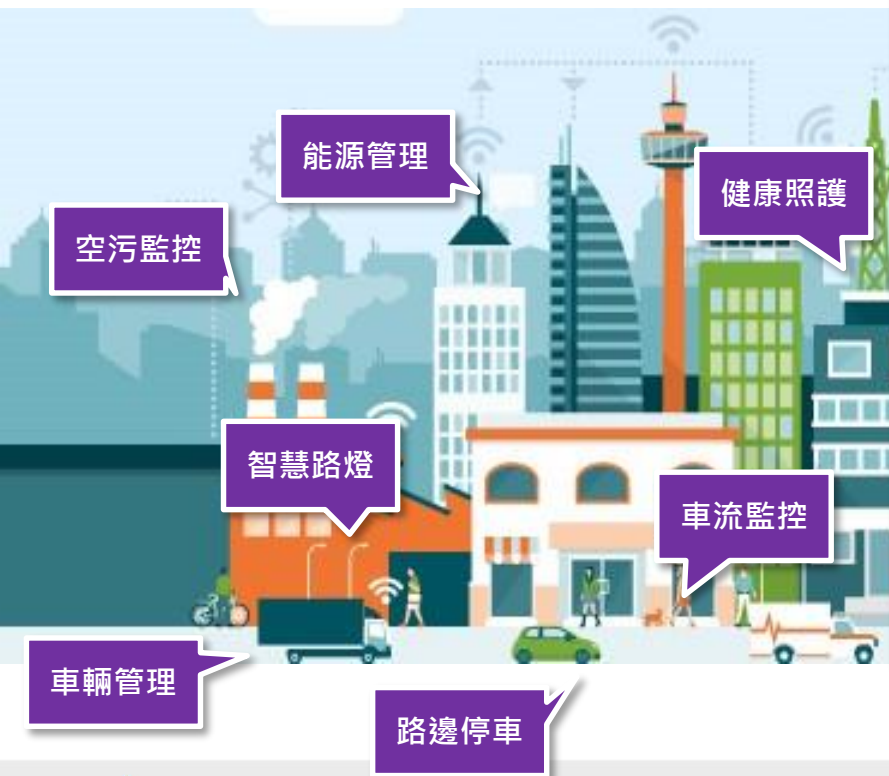 能源管理
健康照護
空污監控
智慧路燈
車流監控
車輛管理
路邊停車